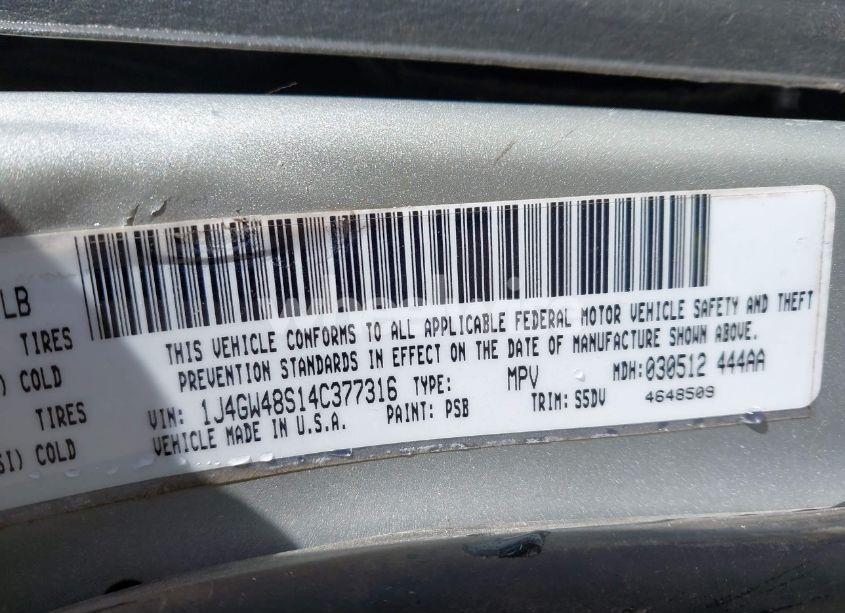 LB
TIRES
) COLD
TIRES
SI) COLD
THIS VEHICLE CONFORMS TO ALL APPLICABLE FEDERAL MOTOR VEHICLE SAFETY AND THEFT
PREVENTION STANDARDS IN EFFECT ON THE DATE OF MANUFACTURE SHOWN ABOVE.
VIN: 1J4GW48S14C377316 TYPE: MPV MDH: 030512 444AA
VEHICLE MADE IN U.S.A. PAINT: PSB TRIM: S5DV 4648509